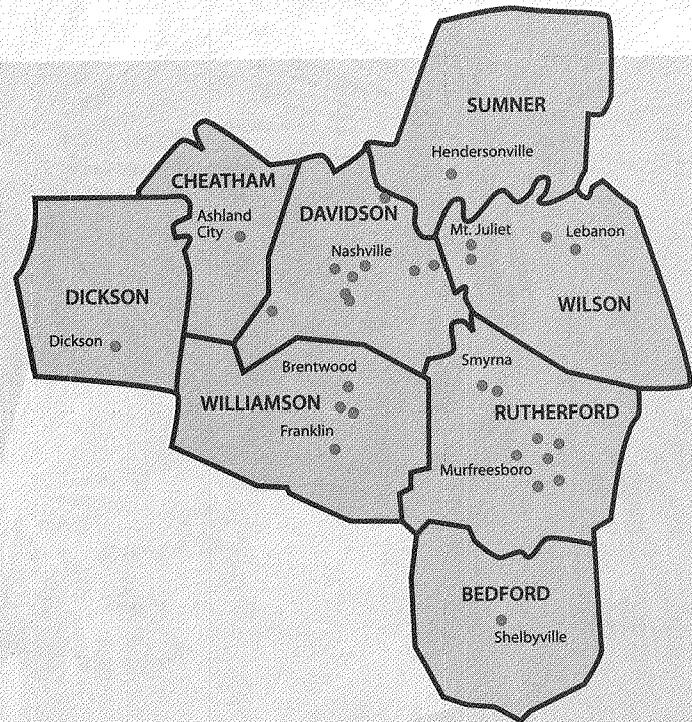 SUMNER
Hendersonville
CHEATHAM
Ashland
City
DAVIDSON
Nashville
Mt. Juliet
Lebanon
WILSON
DICKSON
Dickson
Brentwood
WILLIAMSON
Franklin
Smyrna
RUTHERFORD
Murfreesboro
BEDFORD
Shelbyville